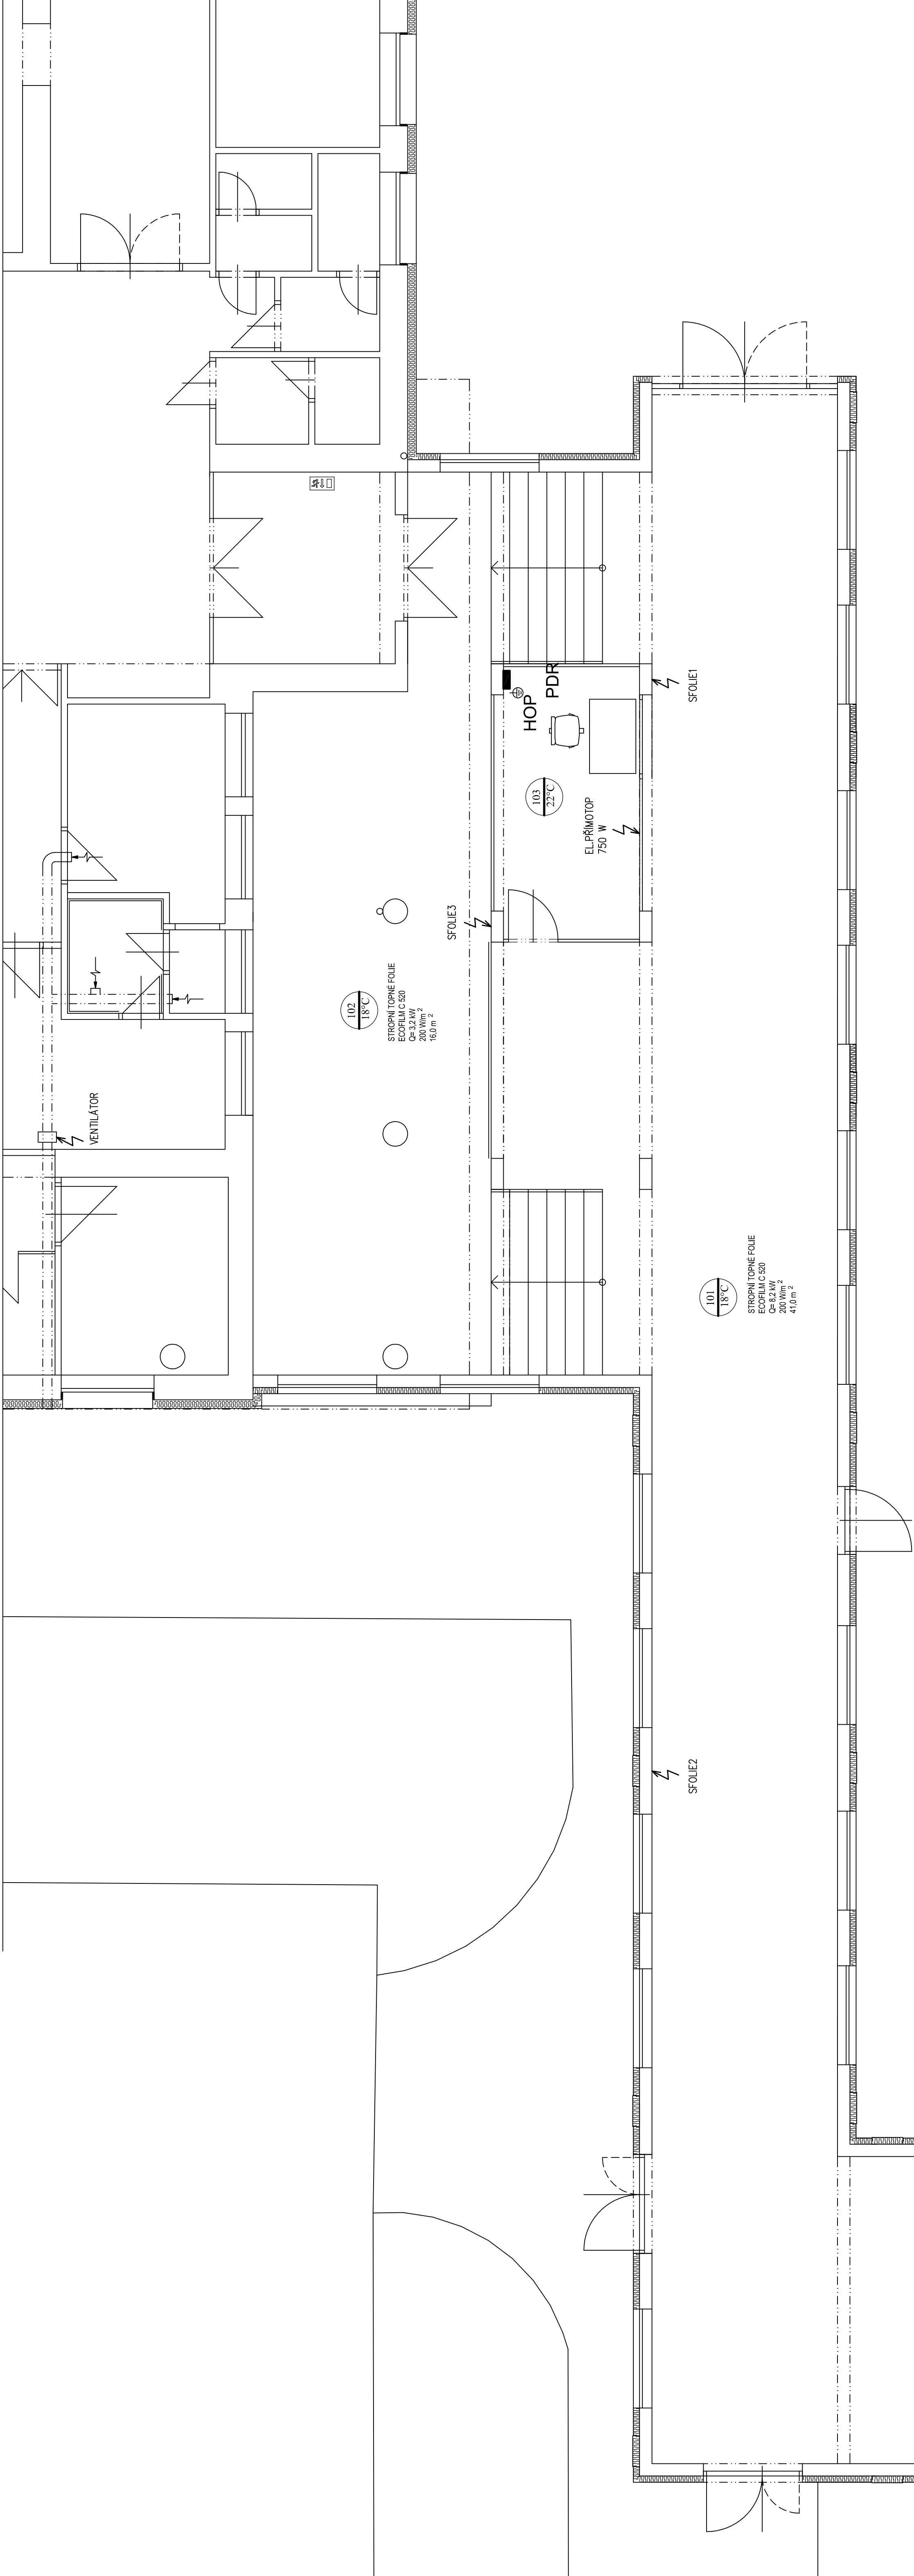 HOP
PDR
SFOLIE1
103
22°C
EL.PŘÍMOTOP
750 W
SFOLIE3
102
18°C
STROPNÍ TOPNÉ FOLIE
ECOFILM C 520
Q= 3,2 kW
200 W/m 2
16,0 m 2
VENTILÁTOR
101
18°C
STROPNÍ TOPNÉ FOLIE
ECOFILM C 520
Q= 8,2 kW
200 W/m 2
41,0 m 2
SFOLIE2